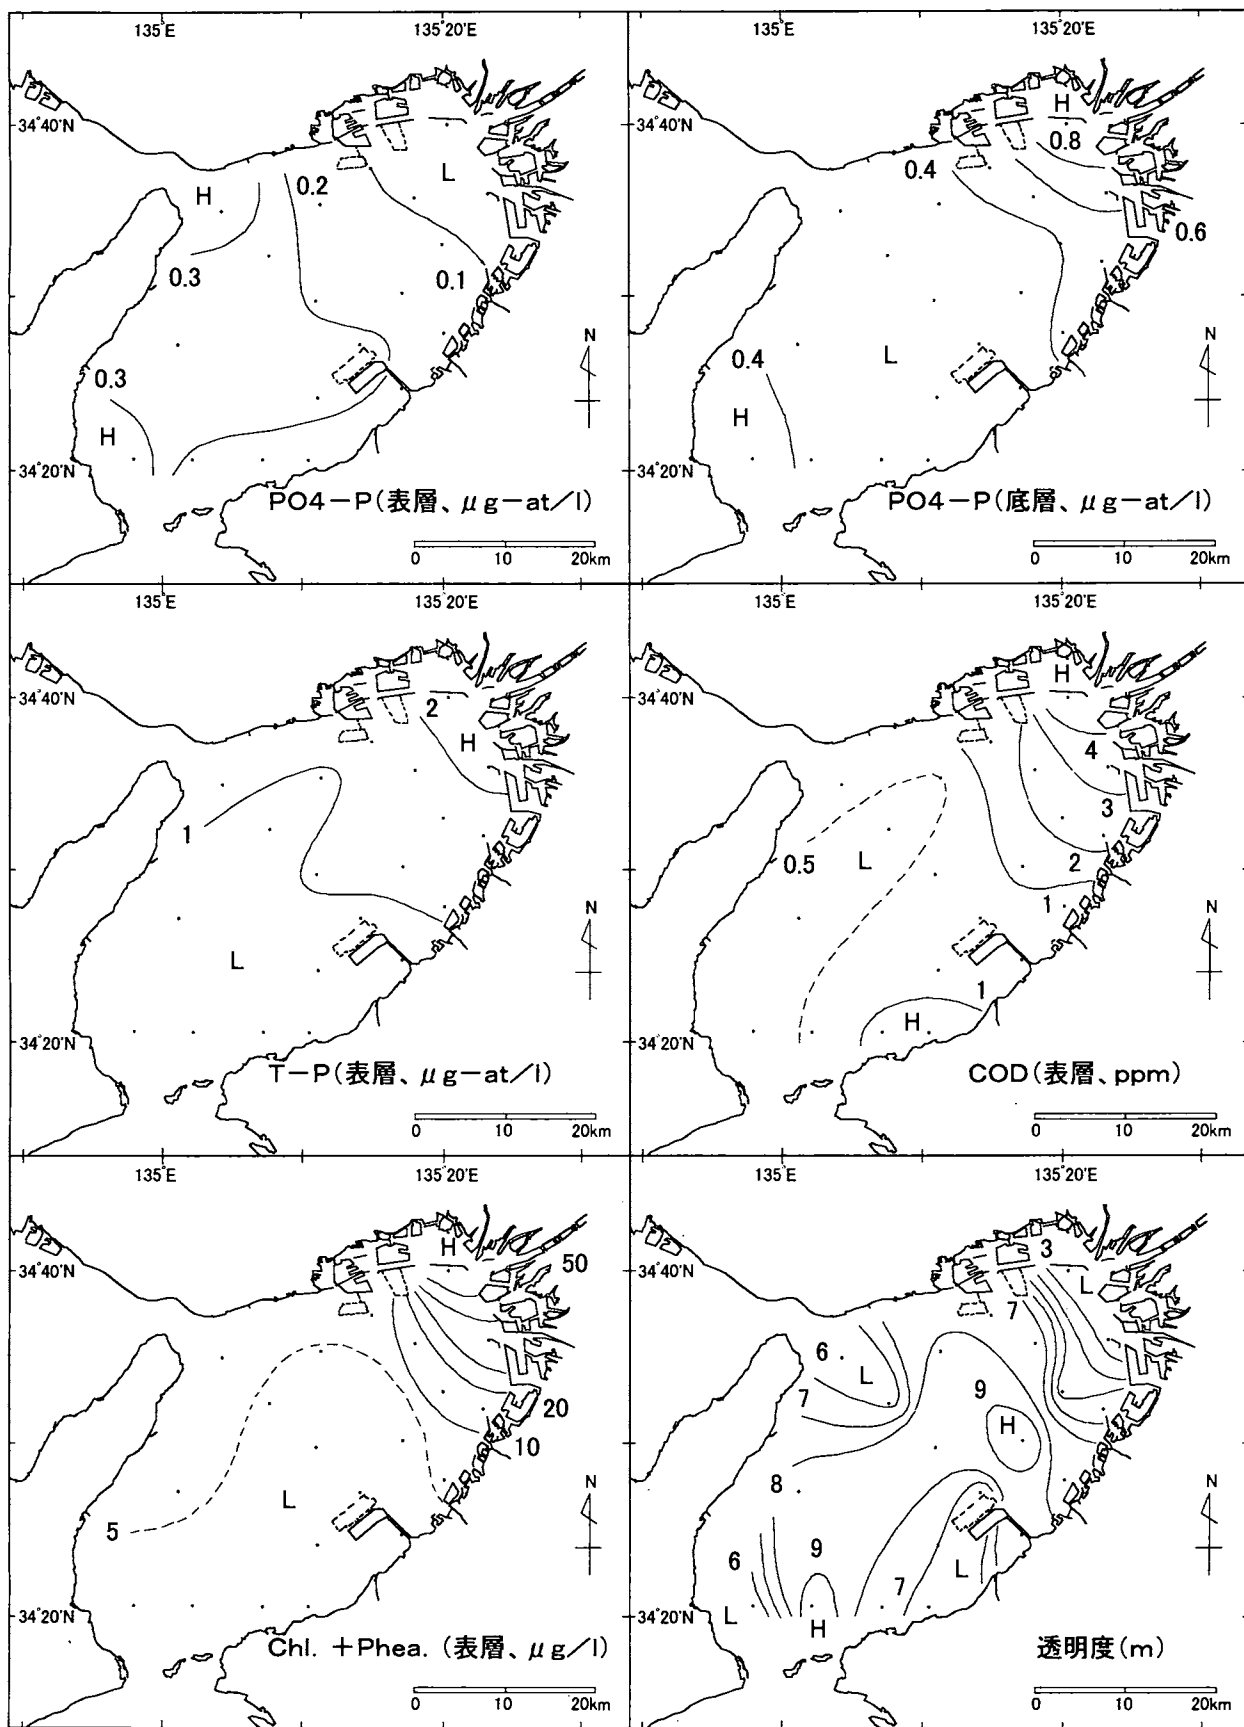 135°E 135°20'E 135°E 135°20'E
34°40'N
H
L
0.2
0.3
0.1
0.3
H
N
34°20'N
PO4-P(表層、μg-at/l)
0 10 20km
34°40'N
H
0.8
0.4
0.6
0.4
L
H
N
34°20'N
PO4-P(底層、μg-at/l)
0 10 20km
135°E 135°20'E 135°E 135°20'E
34°40'N
2
H
1
L
N
34°20'N
T-P(表層、μg-at/l)
0 10 20km
34°40'N
H
4
3
0.5
L
2
1
N
1
H
34°20'N
COD(表層、ppm)
0 10 20km
135°E 135°20'E 135°E 135°20'E
H
50
34°40'N
20
10
L
5
N
34°20'N
Chl. +Phea. (表層、μg/l)
0 10 20km
3
34°40'N
L
7
6
L
7
9
H
8
N
6
9
7
L
34°20'N
L
H
透明度(m)
0 10 20km